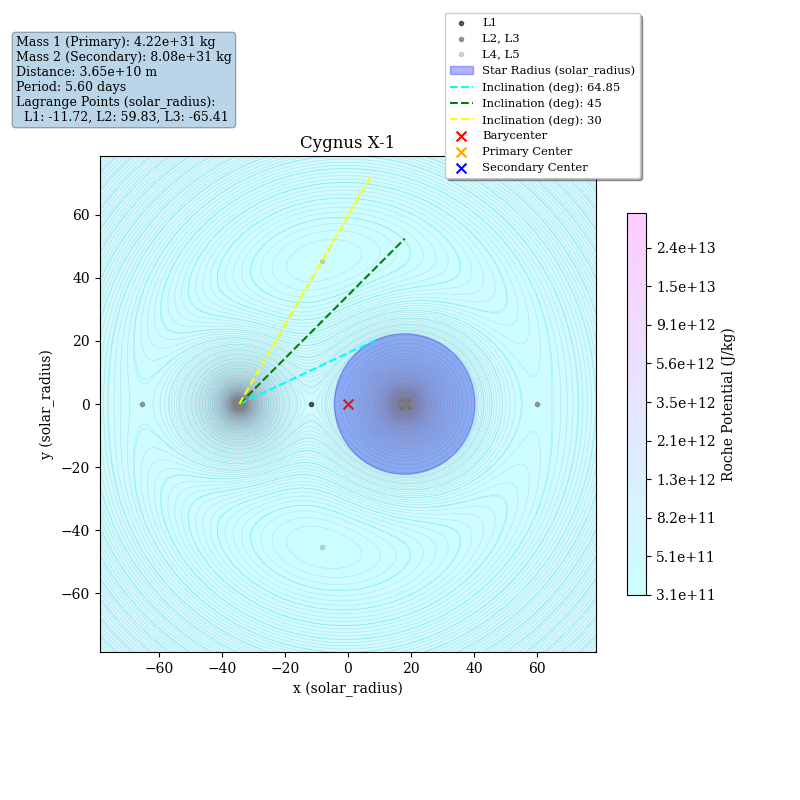 Mass 1 (Primary): 4.22e+31 kg
Mass 2 (Secondary): 8.08e+31 kg
Distance: 3.65e+10 m
Period: 5.60 days
Lagrange Points (solar_radius):
L1: -11.72, L2: 59.83, L3: -65.41
L1
L2, L3
L4, L5
Star Radius (solar_radius)
Inclination (deg): 64.85
Inclination (deg): 45
Inclination (deg): 30
Barycenter
Primary Center
Secondary Center
Cygnus X-1
60
40
20
0
−20
−40
−60
y (solar_radius)
−60 −40 −20 0 20 40 60
x (solar_radius)
2.4e+13
1.5e+13
9.1e+12
5.6e+12
3.5e+12
2.1e+12
1.3e+12
8.2e+11
5.1e+11
3.1e+11
Roche Potential (J/kg)